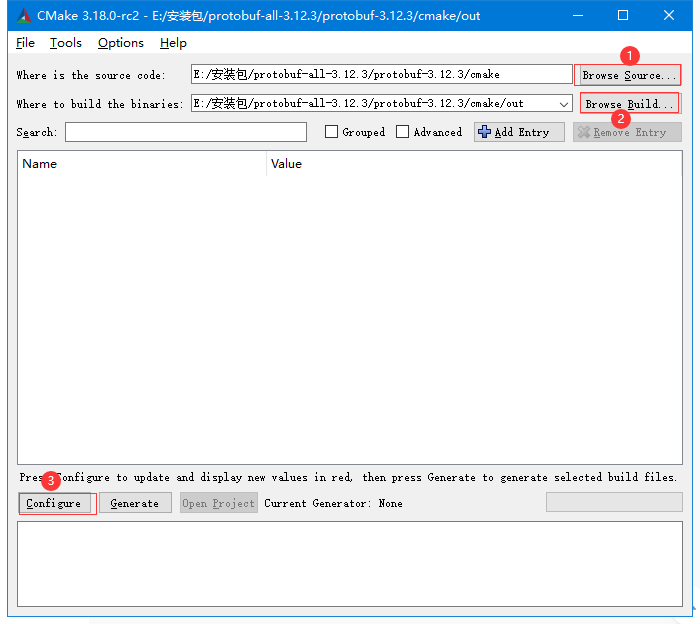 CMake 3.18.0-rc2 - E:/安装包/protobuf-all-3.12.3/protobuf-3.12.3/cmake/out
File Tools Options Help
1
Where is the source code: E:/安装包/protobuf-all-3.12.3/protobuf-3.12.3/cmake Browse Source...
Where to build the binaries: E:/安装包/protobuf-all-3.12.3/protobuf-3.12.3/cmake/out Browse Build...
2
Search: Grouped Advanced Add Entry Remove Entry
Name Value
Press Configure to update and display new values in red, then press Generate to generate selected build files.
3
Configure Generate Open Project Current Generator: None